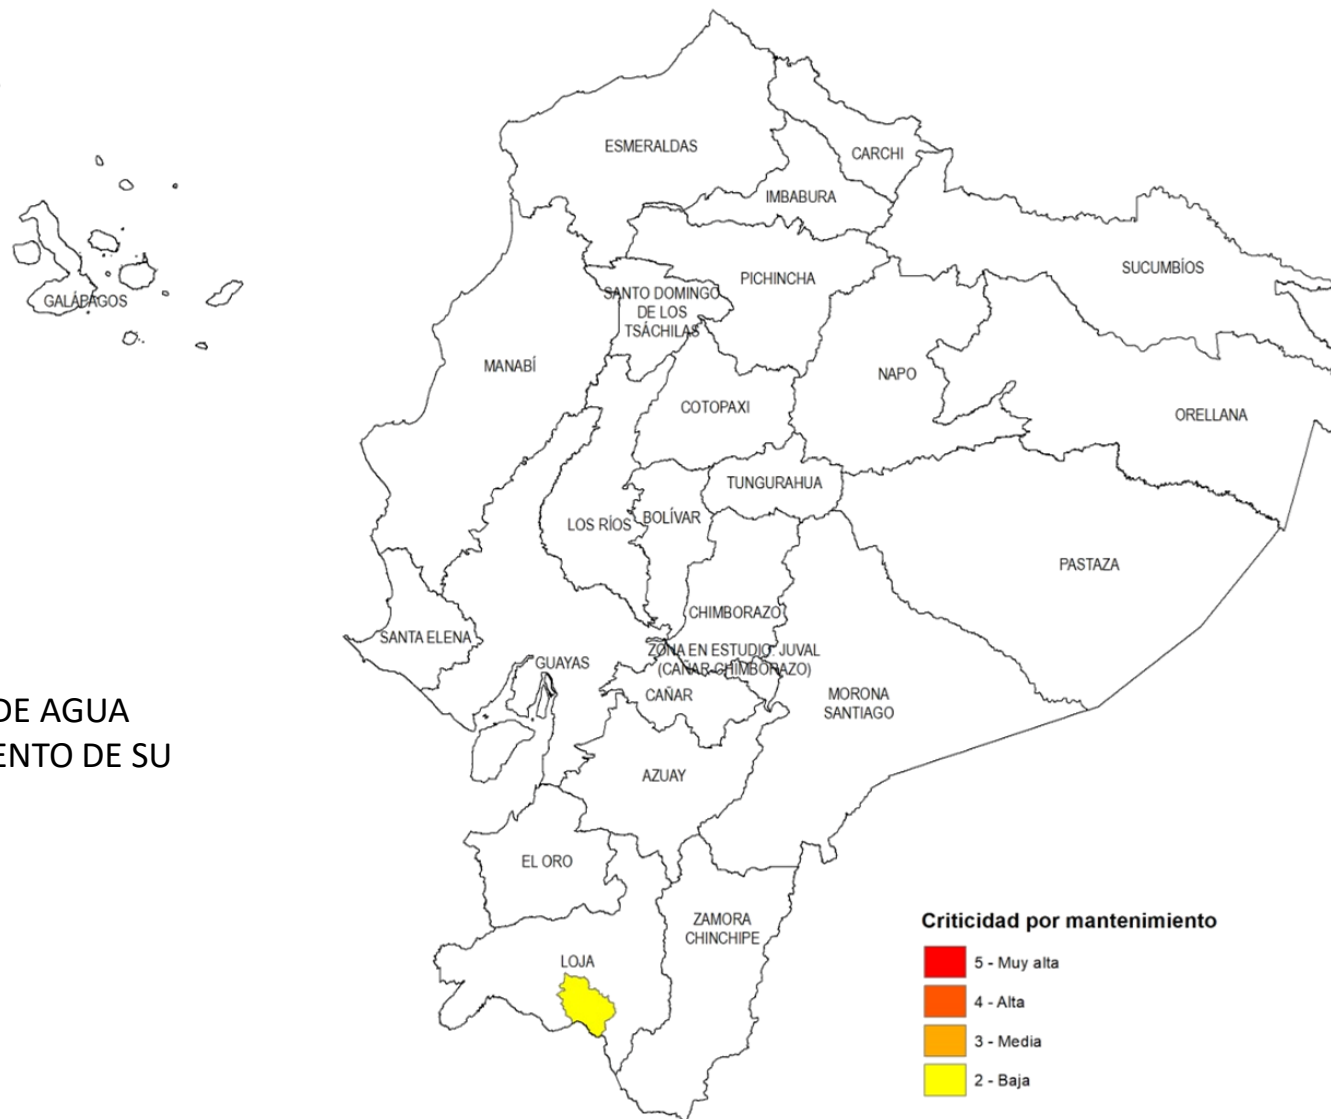 ESMERALDAS
CARCHI
IMBABURA
SUCUMBÍOS
PICHINCHA
SANTO DOMINGO
DE LOS
TSÁCHILAS
GALÁPAGOS
MANABÍ
NAPO
COTOPAXI
ORELLANA
TUNGURAHUA
LOS RÍOS
BOLÍVAR
PASTAZA
CHIMBORAZO
SANTA ELENA
ZONA EN ESTUDIO: JUVAL
(CAÑAR-CHIMBORAZO)
GUAYAS
CAÑAR
MORONA
SANTIAGO
DE AGUA
ENTO DE SU
AZUAY
EL ORO
ZAMORA
CHINCHIPE
LOJA
Criticidad por mantenimiento
5 - Muy alta
4 - Alta
3 - Media
2 - Baja